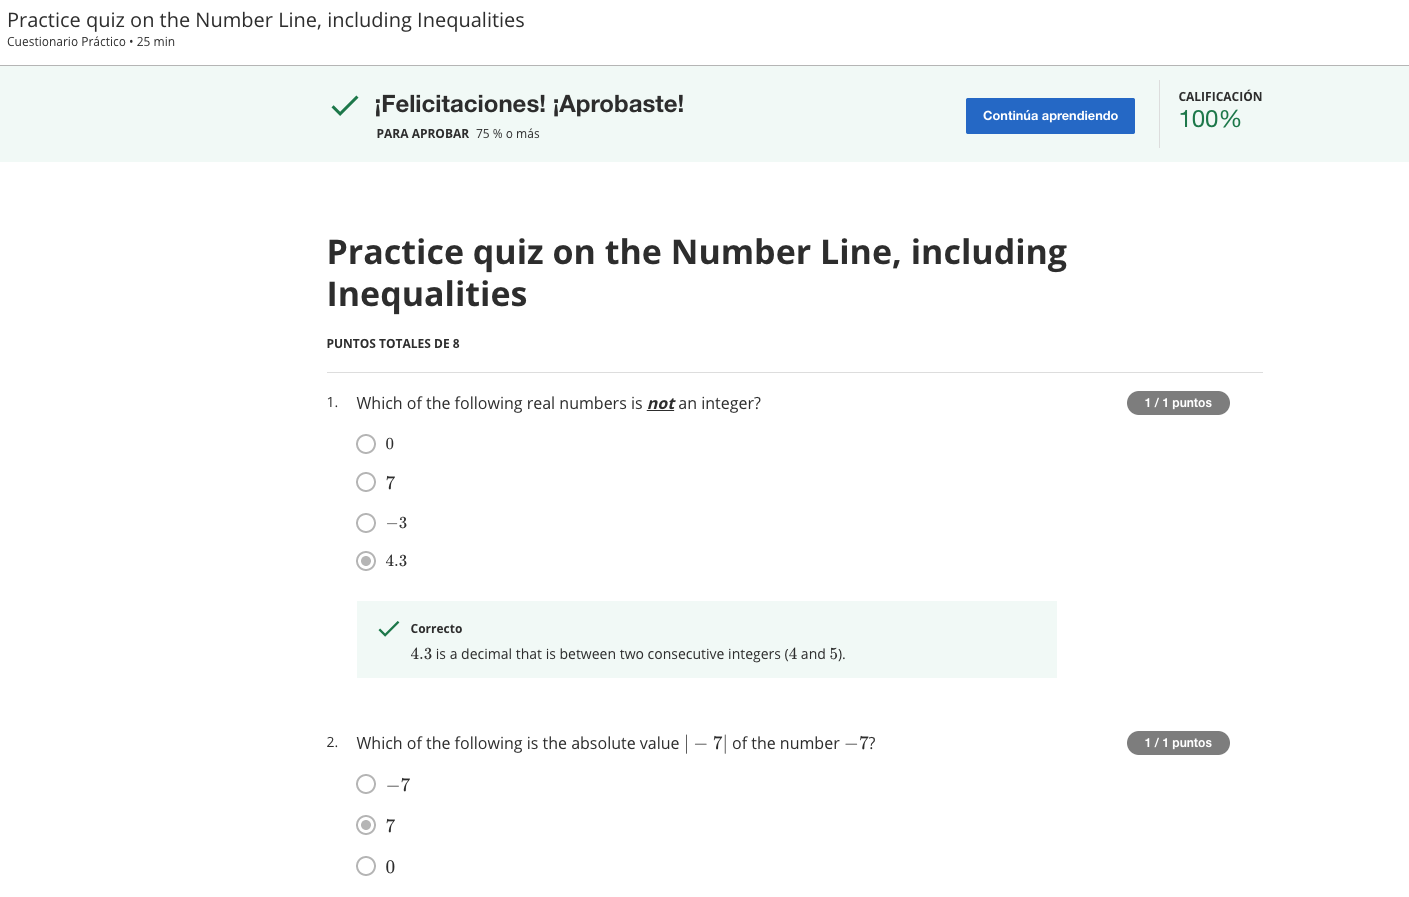 Practice quiz on the Number Line, including Inequalities
Cuestionario Práctico • 25 min
¡Felicitaciones! ¡Aprobaste!
PARA APROBAR 75 % o más
Continúa aprendiendo
CALIFICACIÓN
100%
Practice quiz on the Number Line, including
Inequalities
PUNTOS TOTALES DE 8
1. Which of the following real numbers is not an integer?
1 / 1 puntos
0
7
−3
4.3
Correcto
4.3 is a decimal that is between two consecutive integers (4 and 5).
2. Which of the following is the absolute value | − 7| of the number −7?
1 / 1 puntos
−7
7
0